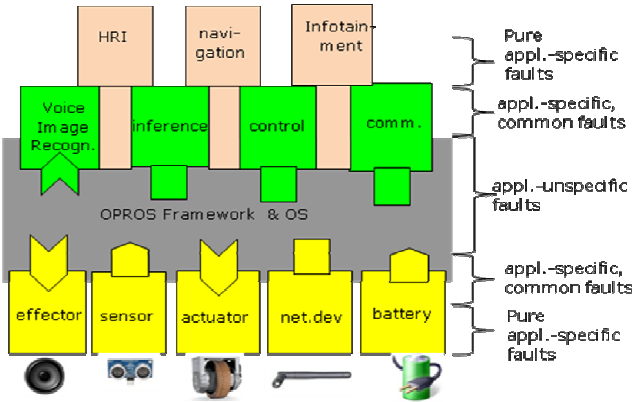 HRI
navi-
gation
Infotain-
ment
Pure
appl.-specific
faults
Voice
Image
Recogn.
inference
control
comm.
appl.-specific,
common faults
OPROS Framework & OS
appl.-unspecific
faults
effector
sensor
actuator
net.dev
battery
appl.-specific,
common faults
Pure
appl.-specific
faults